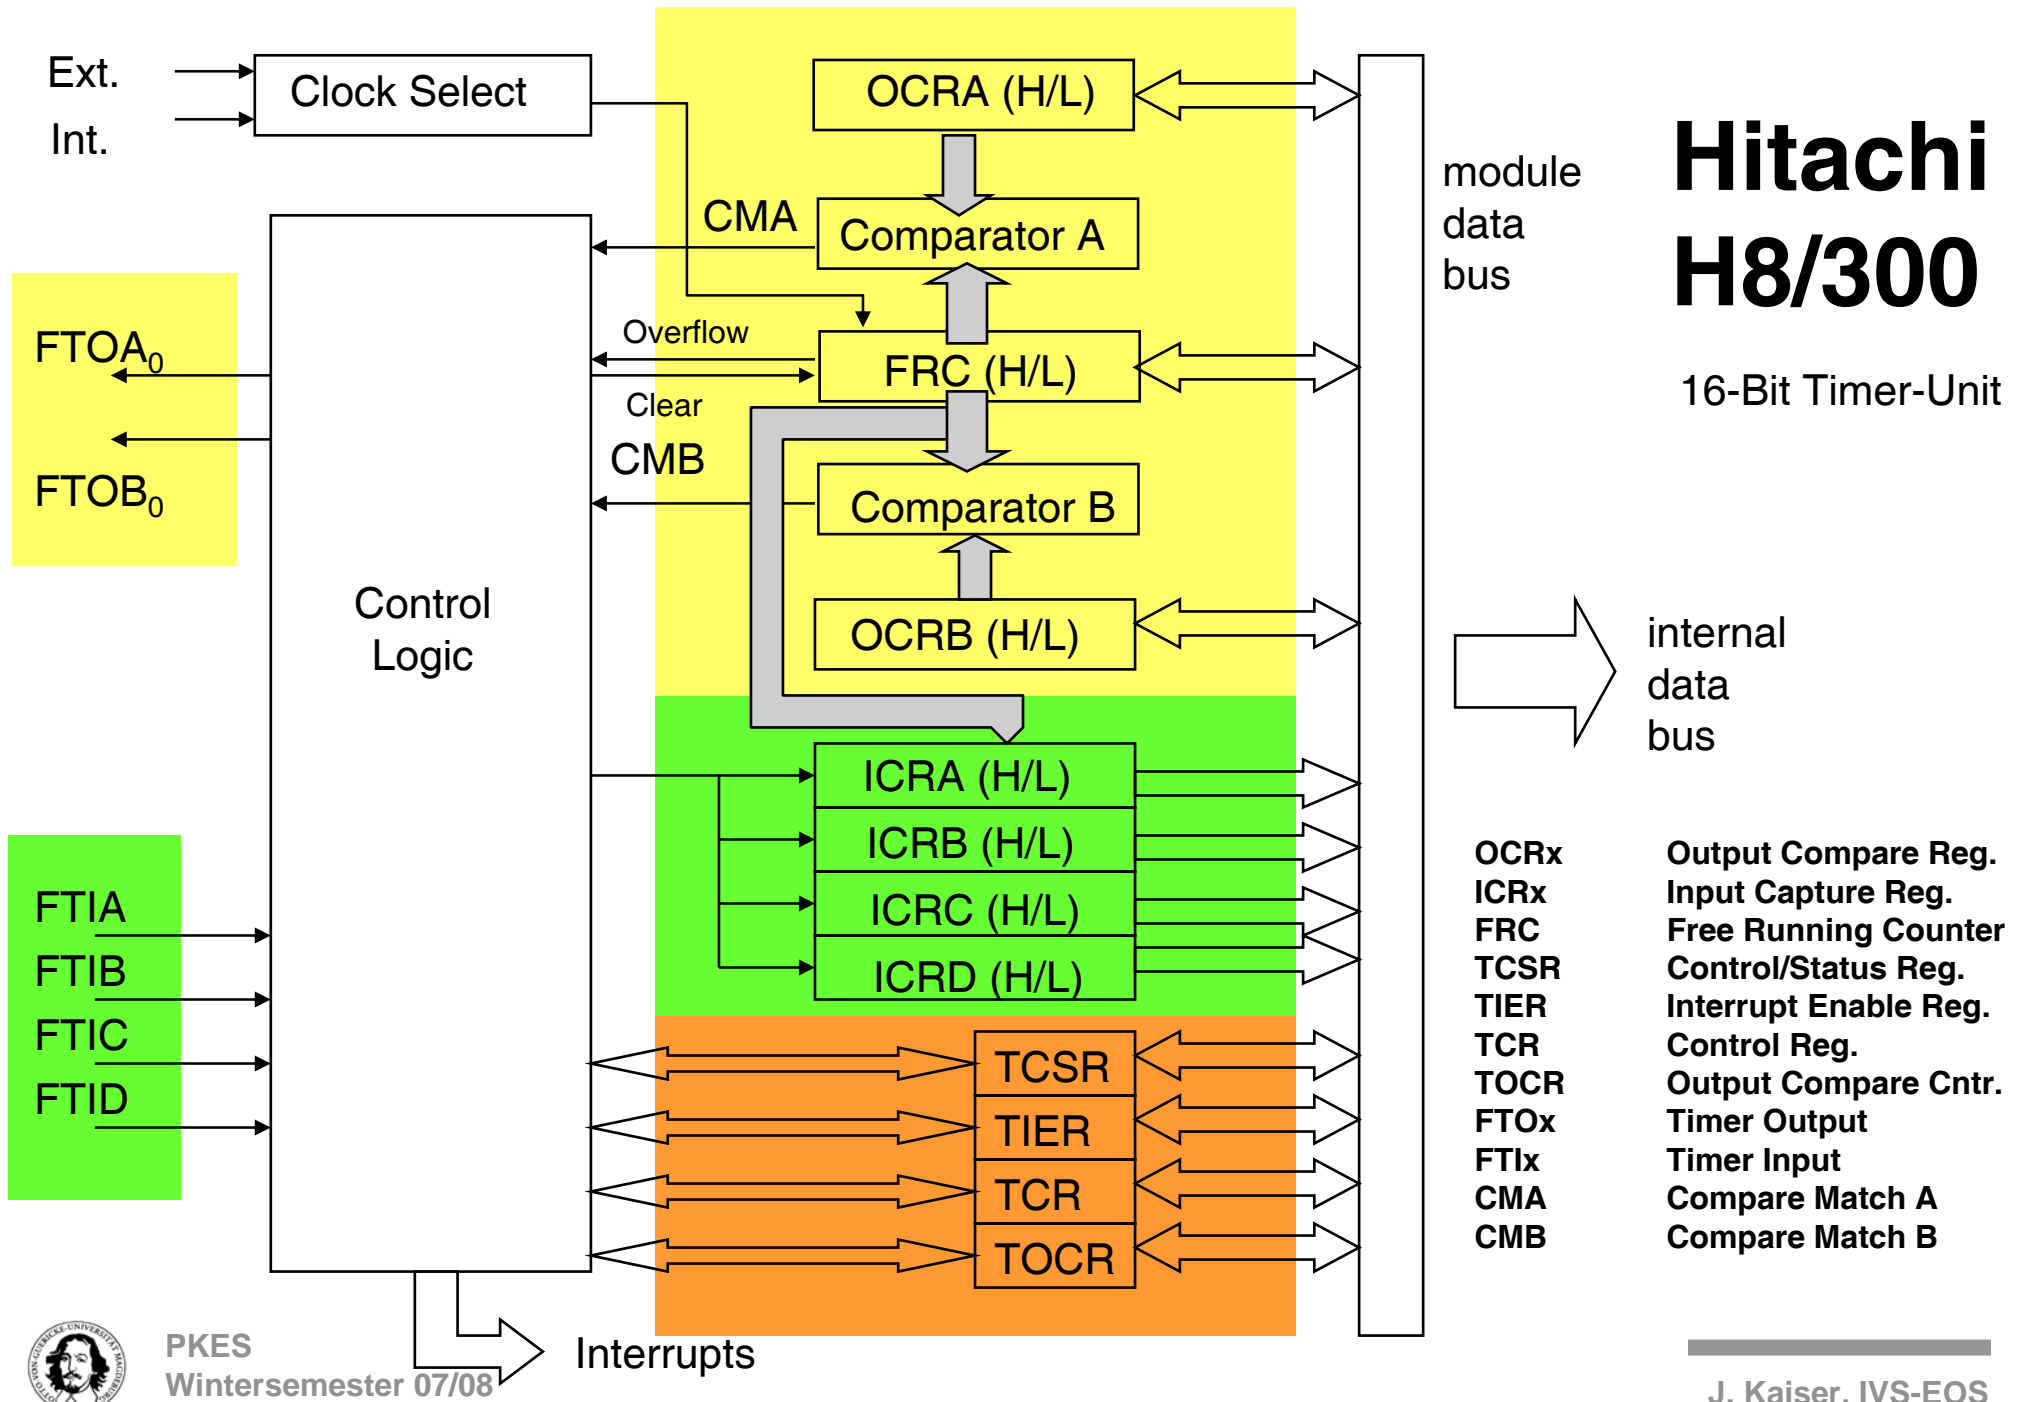 Ext.
Int.
Clock Select
OCRA (H/L)
Hitachi
H8/300
16-Bit Timer-Unit
module
data
bus
CMA
Comparator A
Overflow
FRC (H/L)
Clear
CMB
Comparator B
OCRB (H/L)
FTOA0
FTOB0
Control
Logic
internal
data
bus
ICRA (H/L)
ICRB (H/L)
ICRC (H/L)
ICRD (H/L)
FTIA
FTIB
FTIC
FTID
TCSR
TIER
TCR
TOCR
OCRx Output Compare Reg.
ICRx Input Capture Reg.
FRC Free Running Counter
TCSR Control/Status Reg.
TIER Interrupt Enable Reg.
TCR Control Reg.
TOCR Output Compare Cntr.
FTOx Timer Output
FTIx Timer Input
CMA Compare Match A
CMB Compare Match B
Interrupts
PKES
Wintersemester 07/08
J. Kaiser, IVS-EOS